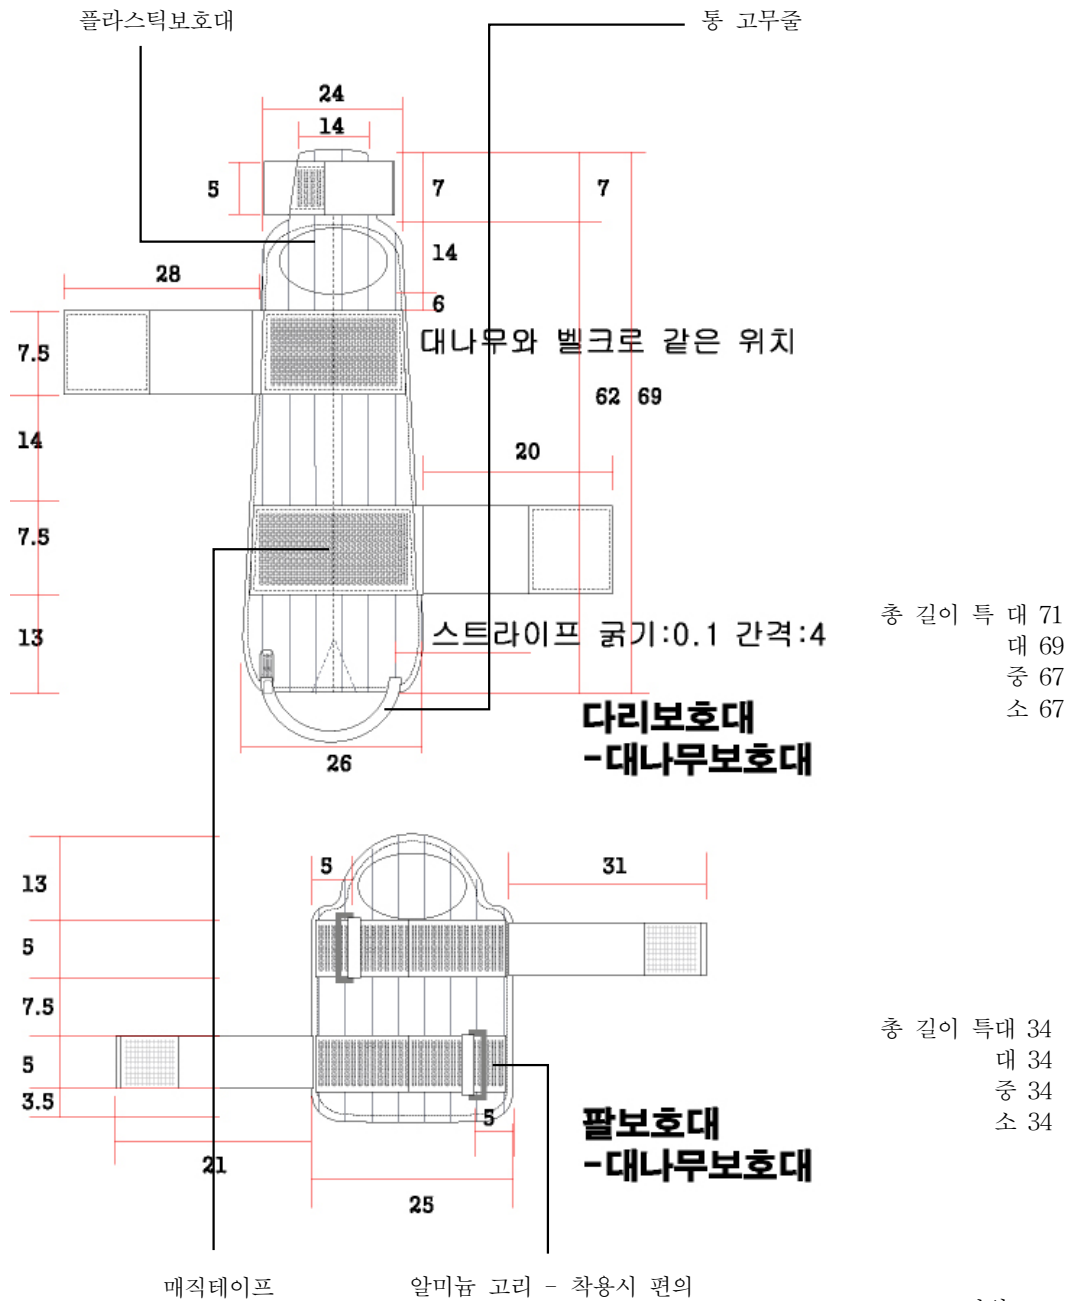 플라스틱보호대
통 고무줄
24
14
5
7
7
14
28
6
대나무와 벨크로 같은 위치
7.5
62
69
14
20
7.5
13
스트라이프 굵기:0.1 간격:4
총 길이 특 대 71
대 69
중 67
소 67
다리보호대
-대나무보호대
26
13
5
31
5
7.5
5
3.5
총 길이 특대 34
대 34
중 34
소 34
5
팔보호대
-대나무보호대
21
25
매직테이프
알미늄 고리 - 착용시 편의